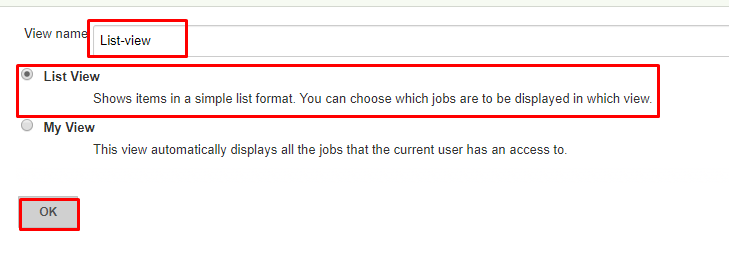 View name
List-view
List View
Shows items in a simple list format. You can choose which jobs are to be displayed in which view.
My View
This view automatically displays all the jobs that the current user has an access to.
OK